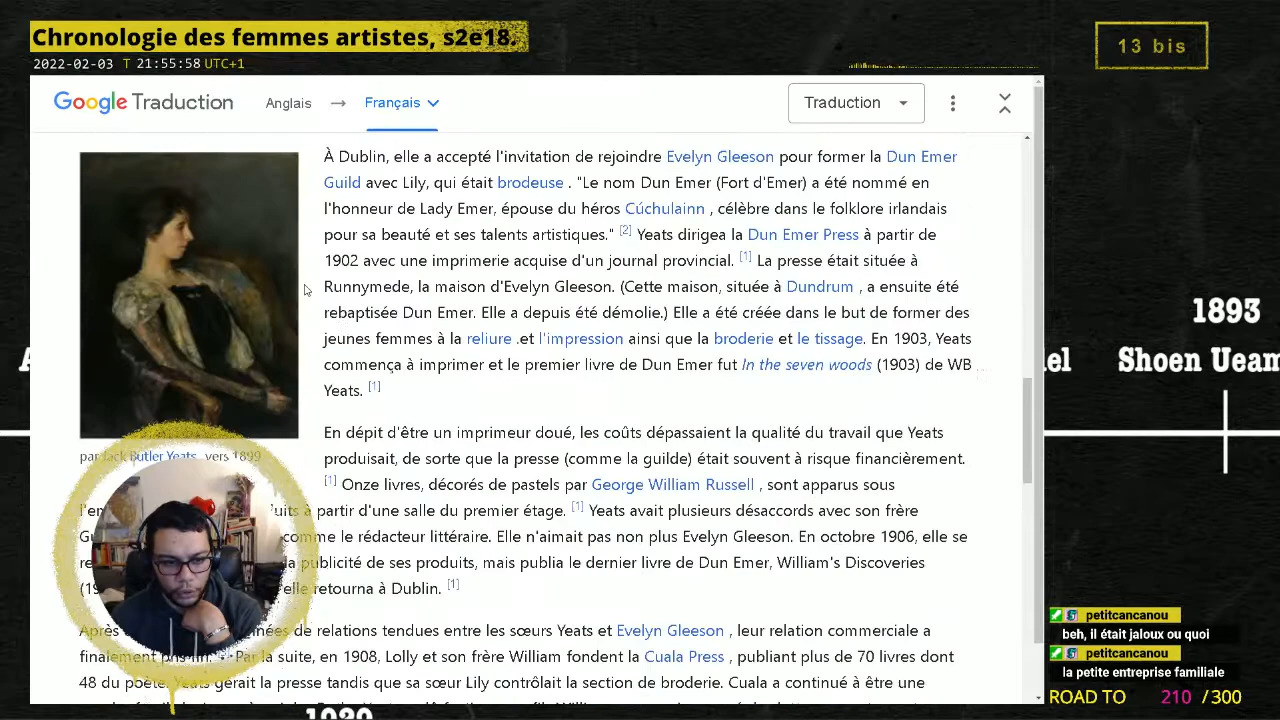 Chronologie des femmes artistes, s2e18.
2022-02-03 T 21:55:58 UTC+1
13 bis
Google Traduction Anglais → Français Traduction
À Dublin, elle a accepté l'invitation de rejoindre Evelyn Gleeson pour former la Dun Emer
Guild avec Lily, qui était brodeuse . "Le nom Dun Emer (Fort d'Emer) a été nommé en
l'honneur de Lady Emer, épouse du héros Cúchulainn , célèbre dans le folklore irlandais
pour sa beauté et ses talents artistiques." [2] Yeats dirigea la Dun Emer Press à partir de
1902 avec une imprimerie acquise d'un journal provincial. [1] La presse était située à
Runnymede, la maison d'Evelyn Gleeson. (Cette maison, située à Dundrum , a ensuite été
rebaptisée Dun Emer. Elle a depuis été démolie.) Elle a été créée dans le but de former des
jeunes femmes à la reliure .et l'impression ainsi que la broderie et le tissage. En 1903, Yeats
commença à imprimer et le premier livre de Dun Emer fut In the seven woods (1903) de WB
Yeats. [1]
En dépit d'être un imprimeur doué, les coûts dépassaient la qualité du travail que Yeats
produisait, de sorte que la presse (comme la guilde) était souvent à risque financièrement.
[1] Onze livres, décorés de pastels par George William Russell , sont apparus sous
à partir d'une salle du premier étage. [1] Yeats avait plusieurs désaccords avec son frère
comme le rédacteur littéraire. Elle n'aimait pas non plus Evelyn Gleeson. En octobre 1906, elle se
la publicité de ses produits, mais publia le dernier livre de Dun Emer, William's Discoveries
elle retourna à Dublin. [1]
Après de relations tendues entre les sœurs Yeats et Evelyn Gleeson , leur relation commerciale a
finalement Par la suite, en 1908, Lolly et son frère William fondent la Cuala Press , publiant plus de 70 livres dont
48 du poète. Yeats gérait la presse tandis que sa sœur Lily contrôlait la section de broderie. Cuala a continué à être une
par Jack Butler Yeats, vers 1899
1893
Shoen Ueam
petitcancanou
beh, il était jaloux ou quoi
petitcancanou
la petite entreprise familiale
ROAD TO 210 /300